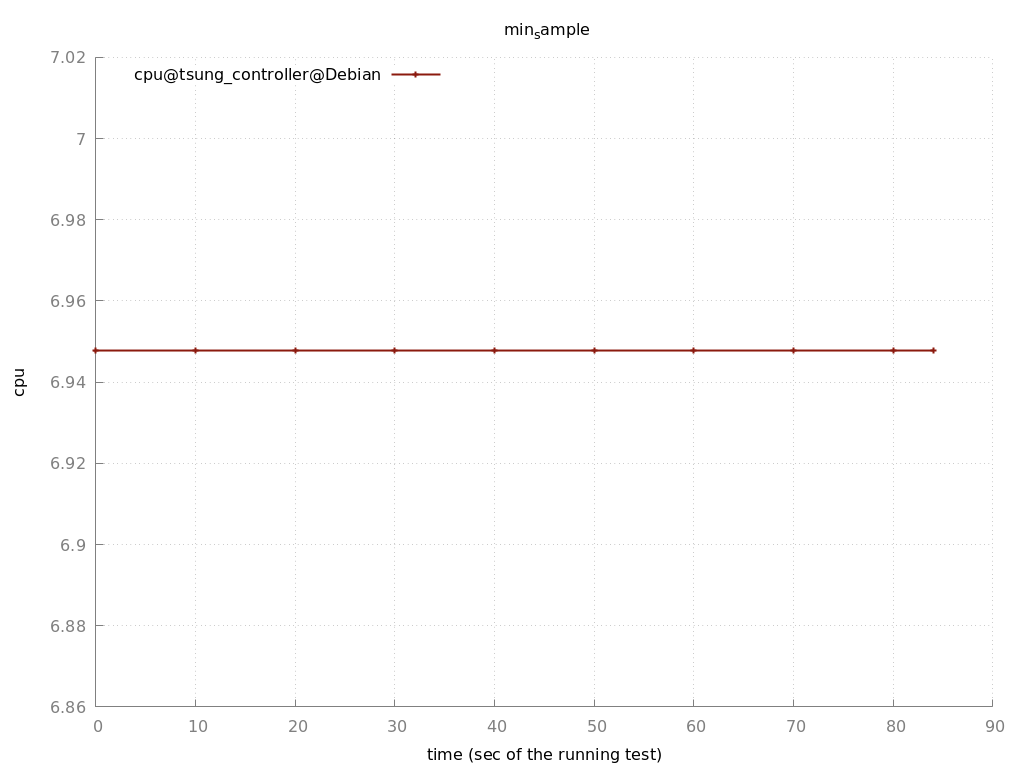 min_sample
7.02
cpu@tsung_controller@Debian
7
6.98
6.96
6.94
cpu
6.92
6.9
6.88
6.86
0 10 20 30 40 50 60 70 80 90
time (sec of the running test)